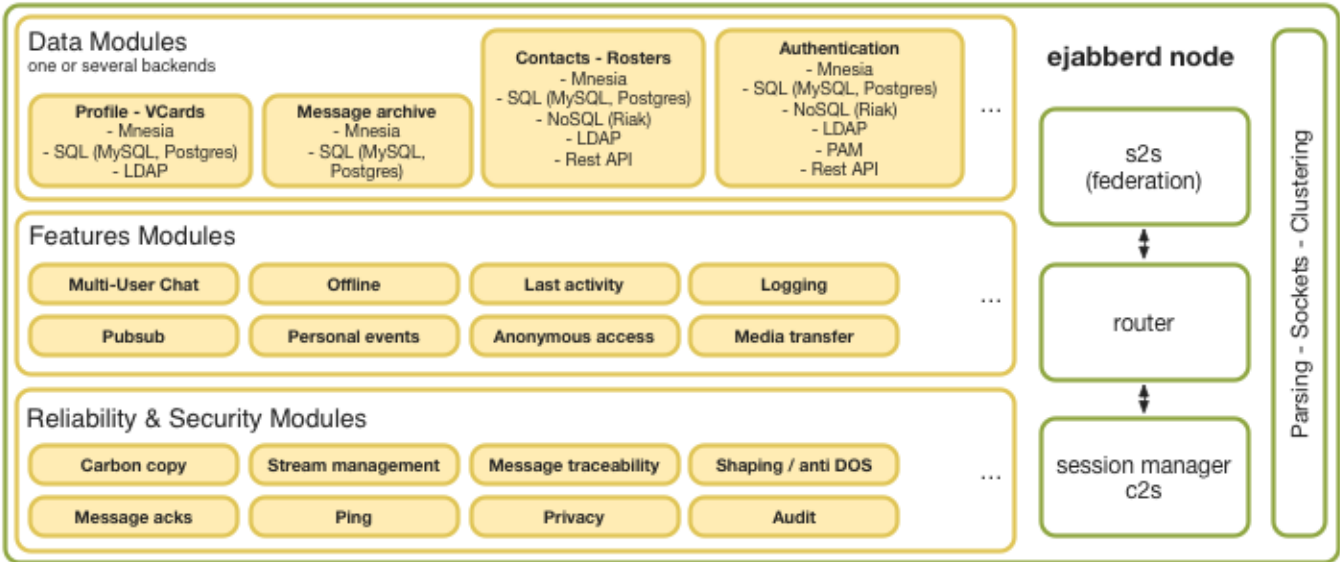 Data Modules
one or several backends
Profile - VCards
- Mnesia
- SQL (MySQL, Postgres)
- LDAP
Message archive
- Mnesia
- SQL (MySQL,
Postgres)
Contacts - Rosters
- Mnesia
- SQL (MySQL, Postgres)
- NoSQL (Riak)
- LDAP
- Rest API
Authentication
- Mnesia
- SQL (MySQL, Postgres)
- NoSQL (Riak)
- LDAP
- PAM
- Rest API
...
Features Modules
Multi-User Chat
Offline
Last activity
Logging
...
Pubsub
Personal events
Anonymous access
Media transfer
Reliability & Security Modules
Carbon copy
Stream management
Message traceability
Shaping / anti DOS
...
Message acks
Ping
Privacy
Audit
ejabberd node
s2s
(federation)
router
session manager
c2s
Parsing - Sockets - Clustering